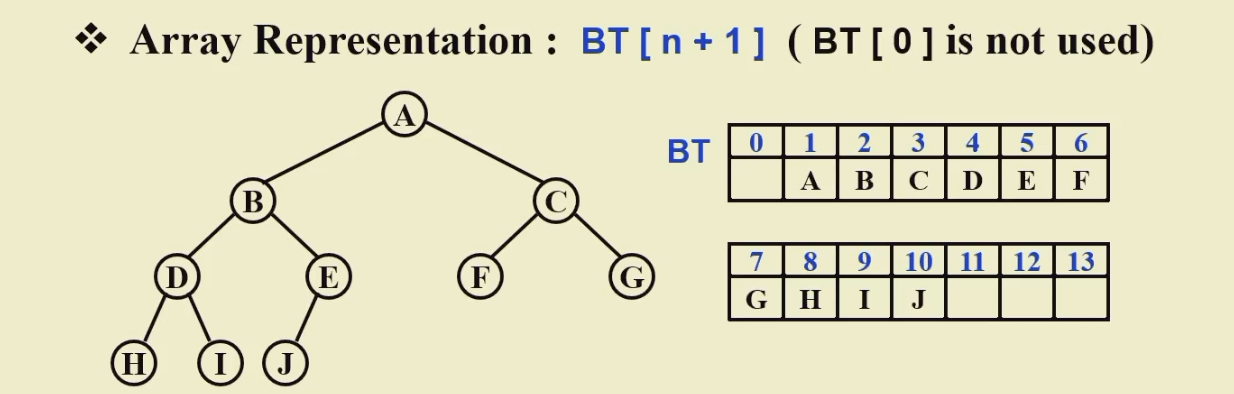 ❖ Array Representation : BT [ n + 1 ] ( BT [ 0 ] is not used)
A
B C
D E F G
H I J
BT
0 1 2 3 4 5 6
A B C D E F
7 8 9 10 11 12 13
G H I J